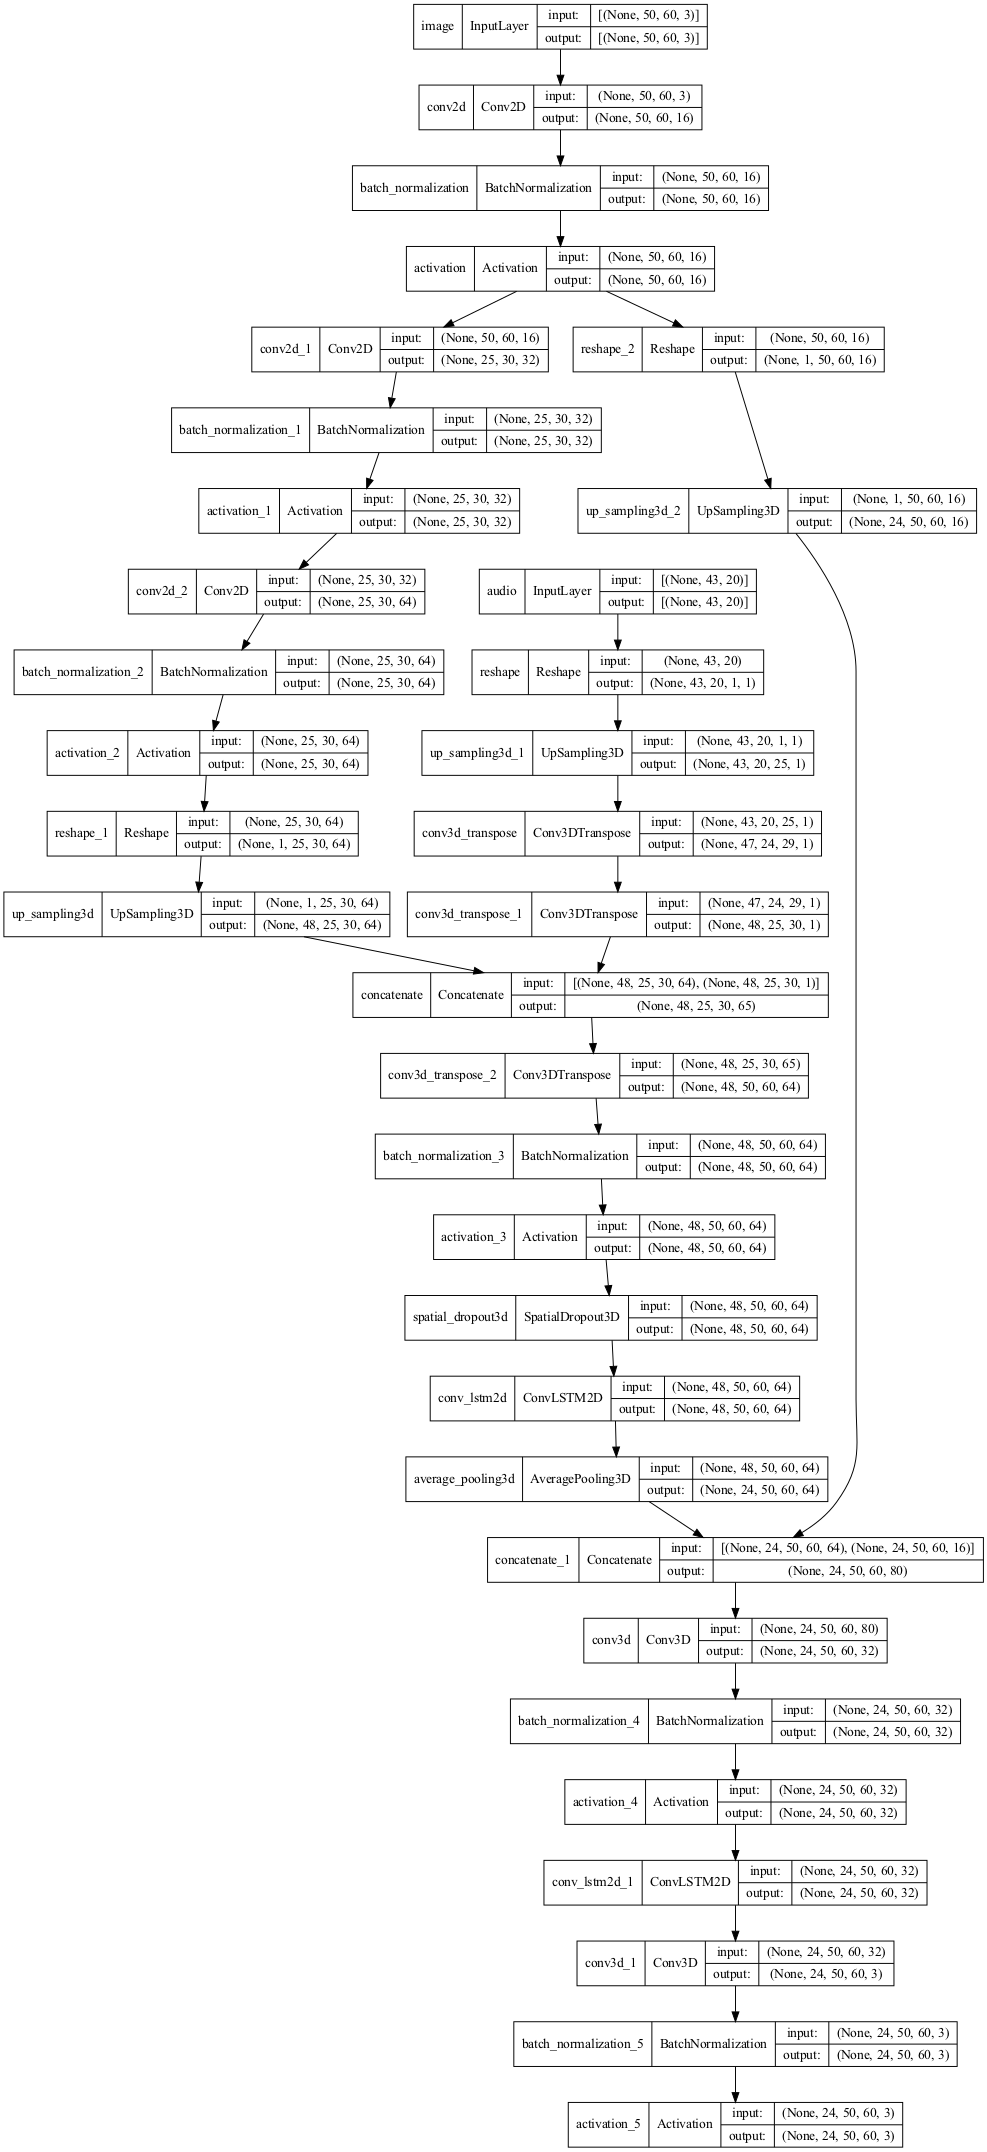 image InputLayer input: [(None, 50, 60, 3)]
output: [(None, 50, 60, 3)]
conv2d Conv2D input: (None, 50, 60, 3)
output: (None, 50, 60, 16)
batch_normalization BatchNormalization input: (None, 50, 60, 16)
output: (None, 50, 60, 16)
activation Activation input: (None, 50, 60, 16)
output: (None, 50, 60, 16)
conv2d_1 Conv2D input: (None, 50, 60, 16)
output: (None, 25, 30, 32)
reshape_2 Reshape input: (None, 50, 60, 16)
output: (None, 1, 50, 60, 16)
batch_normalization_1 BatchNormalization input: (None, 25, 30, 32)
output: (None, 25, 30, 32)
activation_1 Activation input: (None, 25, 30, 32)
output: (None, 25, 30, 32)
up_sampling3d_2 UpSampling3D input: (None, 1, 50, 60, 16)
output: (None, 24, 50, 60, 16)
conv2d_2 Conv2D input: (None, 25, 30, 32)
output: (None, 25, 30, 64)
audio InputLayer input: [(None, 43, 20)]
output: [(None, 43, 20)]
batch_normalization_2 BatchNormalization input: (None, 25, 30, 64)
output: (None, 25, 30, 64)
reshape Reshape input: (None, 43, 20)
output: (None, 43, 20, 1, 1)
activation_2 Activation input: (None, 25, 30, 64)
output: (None, 25, 30, 64)
up_sampling3d_1 UpSampling3D input: (None, 43, 20, 1, 1)
output: (None, 43, 20, 25, 1)
reshape_1 Reshape input: (None, 25, 30, 64)
output: (None, 1, 25, 30, 64)
conv3d_transpose Conv3DTranspose input: (None, 43, 20, 25, 1)
output: (None, 47, 24, 29, 1)
up_sampling3d UpSampling3D input: (None, 1, 25, 30, 64)
output: (None, 48, 25, 30, 64)
conv3d_transpose_1 Conv3DTranspose input: (None, 47, 24, 29, 1)
output: (None, 48, 25, 30, 1)
concatenate Concatenate input: [(None, 48, 25, 30, 64), (None, 48, 25, 30, 1)]
output: (None, 48, 25, 30, 65)
conv3d_transpose_2 Conv3DTranspose input: (None, 48, 25, 30, 65)
output: (None, 48, 50, 60, 64)
batch_normalization_3 BatchNormalization input: (None, 48, 50, 60, 64)
output: (None, 48, 50, 60, 64)
activation_3 Activation input: (None, 48, 50, 60, 64)
output: (None, 48, 50, 60, 64)
spatial_dropout3d SpatialDropout3D input: (None, 48, 50, 60, 64)
output: (None, 48, 50, 60, 64)
conv_lstm2d ConvLSTM2D input: (None, 48, 50, 60, 64)
output: (None, 48, 50, 60, 64)
average_pooling3d AveragePooling3D input: (None, 48, 50, 60, 64)
output: (None, 24, 50, 60, 64)
concatenate_1 Concatenate input: [(None, 24, 50, 60, 64), (None, 24, 50, 60, 16)]
output: (None, 24, 50, 60, 80)
conv3d Conv3D input: (None, 24, 50, 60, 80)
output: (None, 24, 50, 60, 32)
batch_normalization_4 BatchNormalization input: (None, 24, 50, 60, 32)
output: (None, 24, 50, 60, 32)
activation_4 Activation input: (None, 24, 50, 60, 32)
output: (None, 24, 50, 60, 32)
conv_lstm2d_1 ConvLSTM2D input: (None, 24, 50, 60, 32)
output: (None, 24, 50, 60, 32)
conv3d_1 Conv3D input: (None, 24, 50, 60, 32)
output: (None, 24, 50, 60, 3)
batch_normalization_5 BatchNormalization input: (None, 24, 50, 60, 3)
output: (None, 24, 50, 60, 3)
activation_5 Activation input: (None, 24, 50, 60, 3)
output: (None, 24, 50, 60, 3)